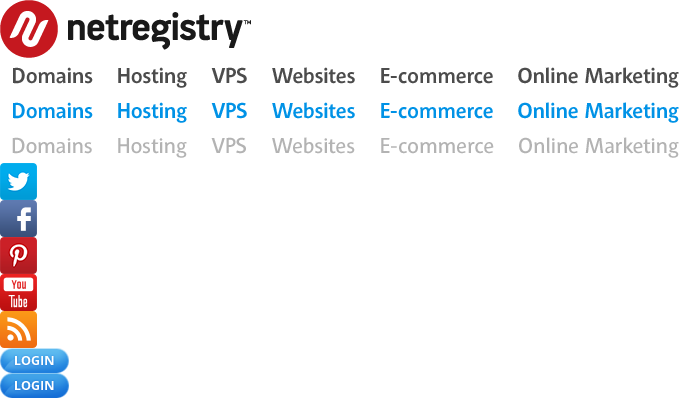 netregistry™
Domains Hosting VPS Websites E-commerce Online Marketing
Domains Hosting VPS Websites E-commerce Online Marketing
Domains Hosting VPS Websites E-commerce Online Marketing
f
You
Tube
LOGIN
LOGIN